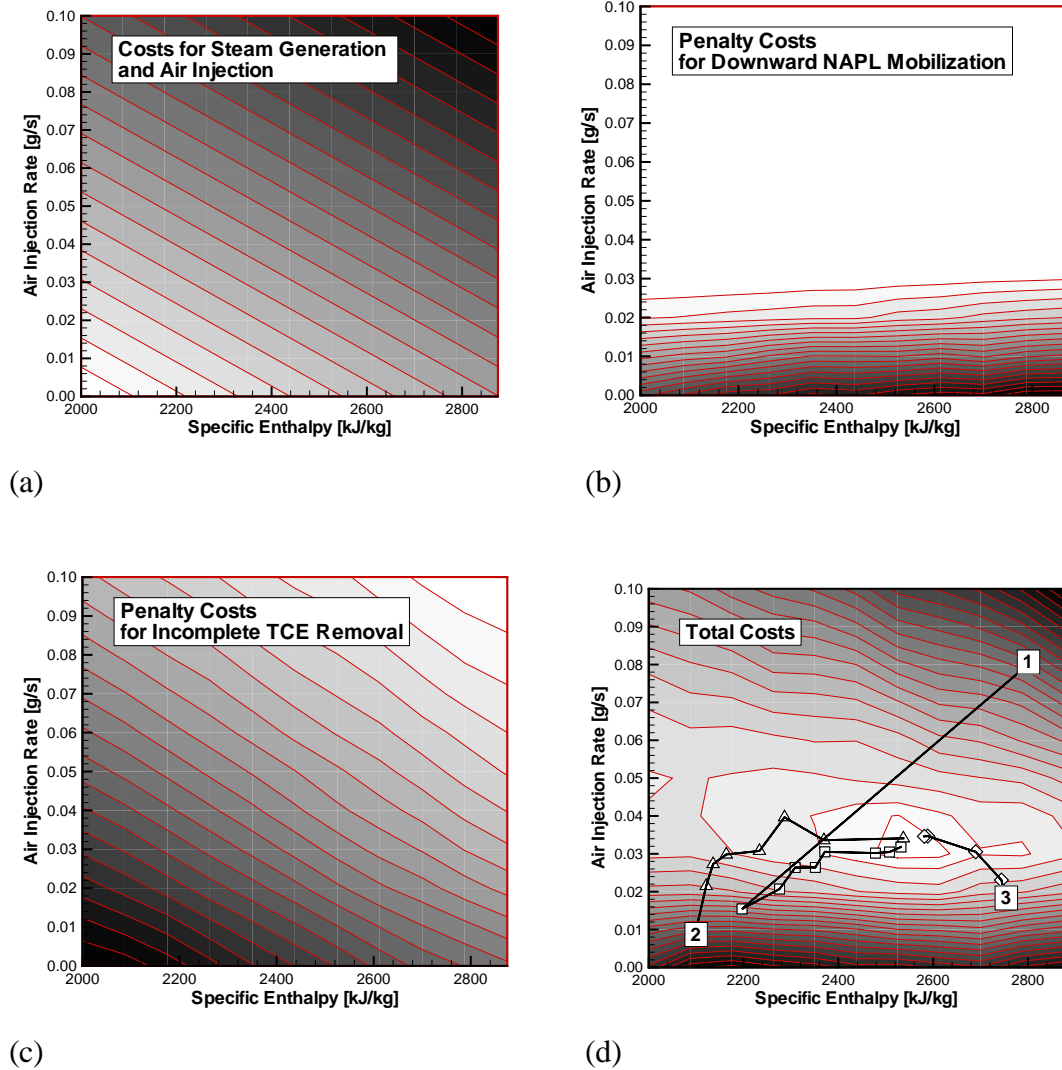 Costs for Steam Generation
and Air Injection
Air Injection Rate [g/s]
0.10
0.09
0.08
0.07
0.06
0.05
0.04
0.03
0.02
0.01
0.00
2000 2200 2400 2600 2800
Specific Enthalpy [kJ/kg]
(a)
Penalty Costs
for Downward NAPL Mobilization
Air Injection Rate [g/s]
0.10
0.09
0.08
0.07
0.06
0.05
0.04
0.03
0.02
0.01
0.00
2000 2200 2400 2600 2800
Specific Enthalpy [kJ/kg]
(b)
Penalty Costs
for Incomplete TCE Removal
Air Injection Rate [g/s]
0.10
0.09
0.08
0.07
0.06
0.05
0.04
0.03
0.02
0.01
0.00
2000 2200 2400 2600 2800
Specific Enthalpy [kJ/kg]
(c)
Total Costs
Air Injection Rate [g/s]
0.10
0.09
0.08
0.07
0.06
0.05
0.04
0.03
0.02
0.01
0.00
1
2
3
2000 2200 2400 2600 2800
Specific Enthalpy [kJ/kg]
(d)